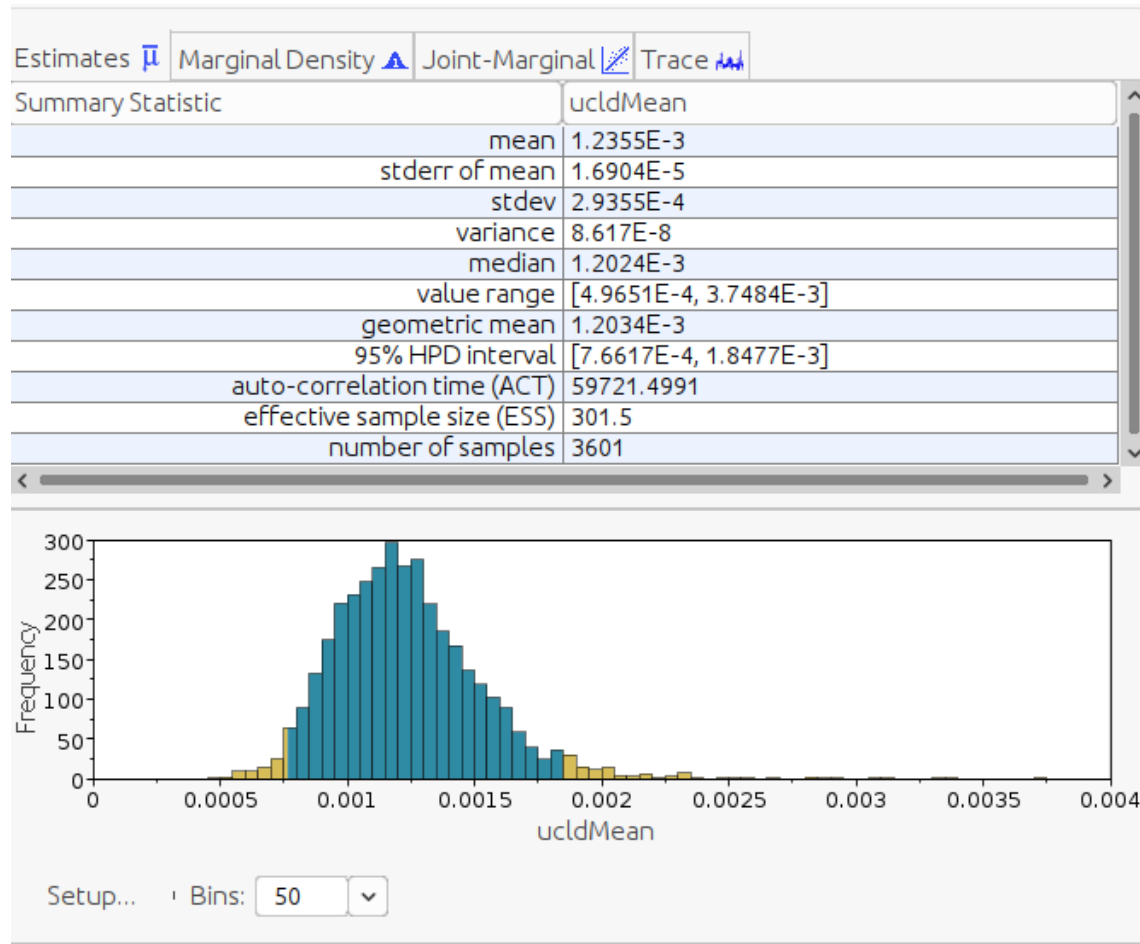 Estimates μ Marginal Density Joint-Marginal Trace
Summary Statistic ucldMean
mean 1.2355E-3
stderr of mean 1.6904E-5
stdev 2.9355E-4
variance 8.617E-8
median 1.2024E-3
value range [4.9651E-4, 3.7484E-3]
geometric mean 1.2034E-3
95% HPD interval [7.6617E-4, 1.8477E-3]
auto-correlation time (ACT) 59721.4991
effective sample size (ESS) 301.5
number of samples 3601
300
250
200
150
100
50
0
Frequency
0 0.0005 0.001 0.0015 0.002 0.0025 0.003 0.0035 0.004
ucldMean
Setup... Bins: 50